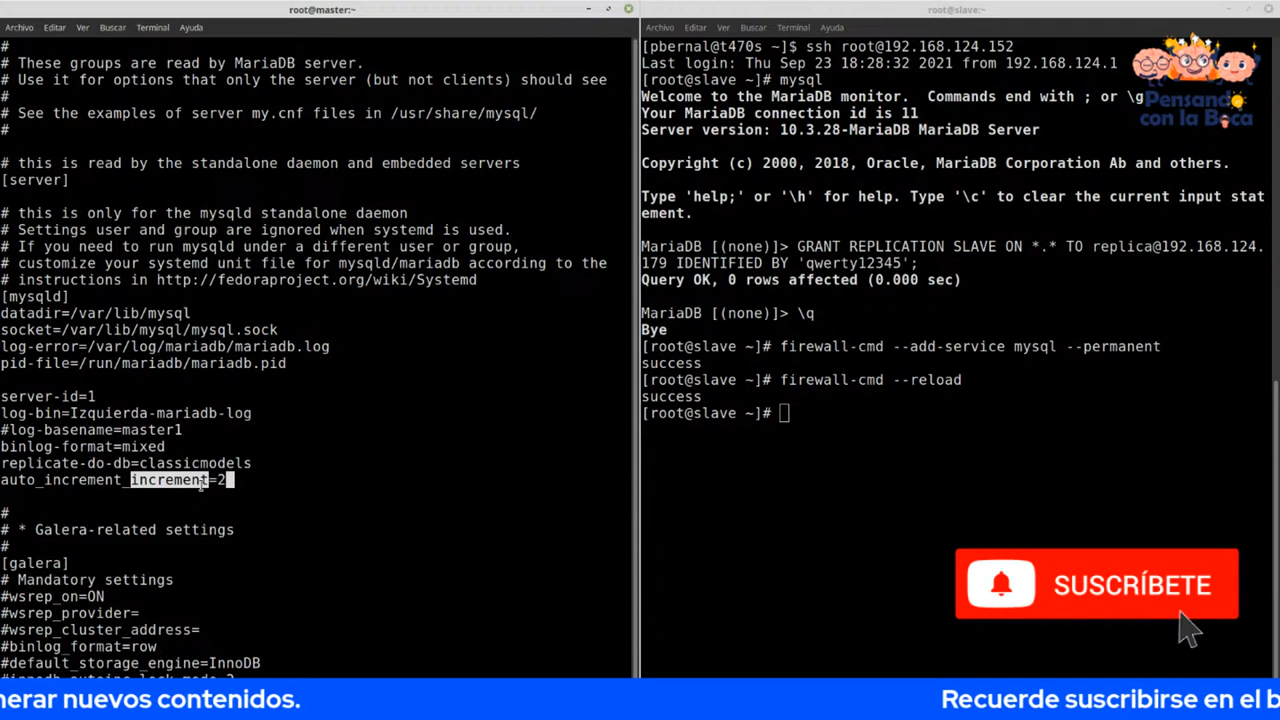 root@master:~
Archivo Editar Ver Buscar Terminal Ayuda
#
# These groups are read by MariaDB server.
# Use it for options that only the server (but not clients) should see
#
# See the examples of server my.cnf files in /usr/share/mysql/
#
# this is read by the standalone daemon and embedded servers
[server]
# this is only for the mysqld standalone daemon
# Settings user and group are ignored when systemd is used.
# If you need to run mysqld under a different user or group,
# customize your systemd unit file for mysqld/mariadb according to the
# instructions in http://fedoraproject.org/wiki/Systemd
[mysqld]
datadir=/var/lib/mysql
socket=/var/lib/mysql/mysql.sock
log-error=/var/log/mariadb/mariadb.log
pid-file=/run/mariadb/mariadb.pid
server-id=1
log-bin=Izquierda-mariadb-log
#log-basename=master1
binlog-format=mixed
replicate-do-db=classicmodels
auto_increment_increment=2
#
# * Galera-related settings
#
[galera]
# Mandatory settings
#wsrep_on=ON
#wsrep_provider=
#wsrep_cluster_address=
#binlog_format=row
#default_storage_engine=InnoDB
root@slave:~
Archivo Editar Ver Buscar Terminal Ayuda
[pbernal@t470s ~]$ ssh root@192.168.124.152
Last login: Thu Sep 23 18:28:32 2021 from 192.168.124.1
[root@slave ~]# mysql
Welcome to the MariaDB monitor.  Commands end with ; or \g
Your MariaDB connection id is 11
Server version: 10.3.28-MariaDB MariaDB Server
Copyright (c) 2000, 2018, Oracle, MariaDB Corporation Ab and others.
Type 'help;' or '\h' for help. Type '\c' to clear the current input stat
ement.
MariaDB [(none)]> GRANT REPLICATION SLAVE ON *.* TO replica@192.168.124.
179 IDENTIFIED BY 'qwerty12345';
Query OK, 0 rows affected (0.000 sec)
MariaDB [(none)]> \q
Bye
[root@slave ~]# firewall-cmd --add-service mysql --permanent
success
[root@slave ~]# firewall-cmd --reload
success
[root@slave ~]#
Pensando
con la Boca
SUSCRÍBETE
nerar nuevos contenidos.
Recuerde suscribirse en el b